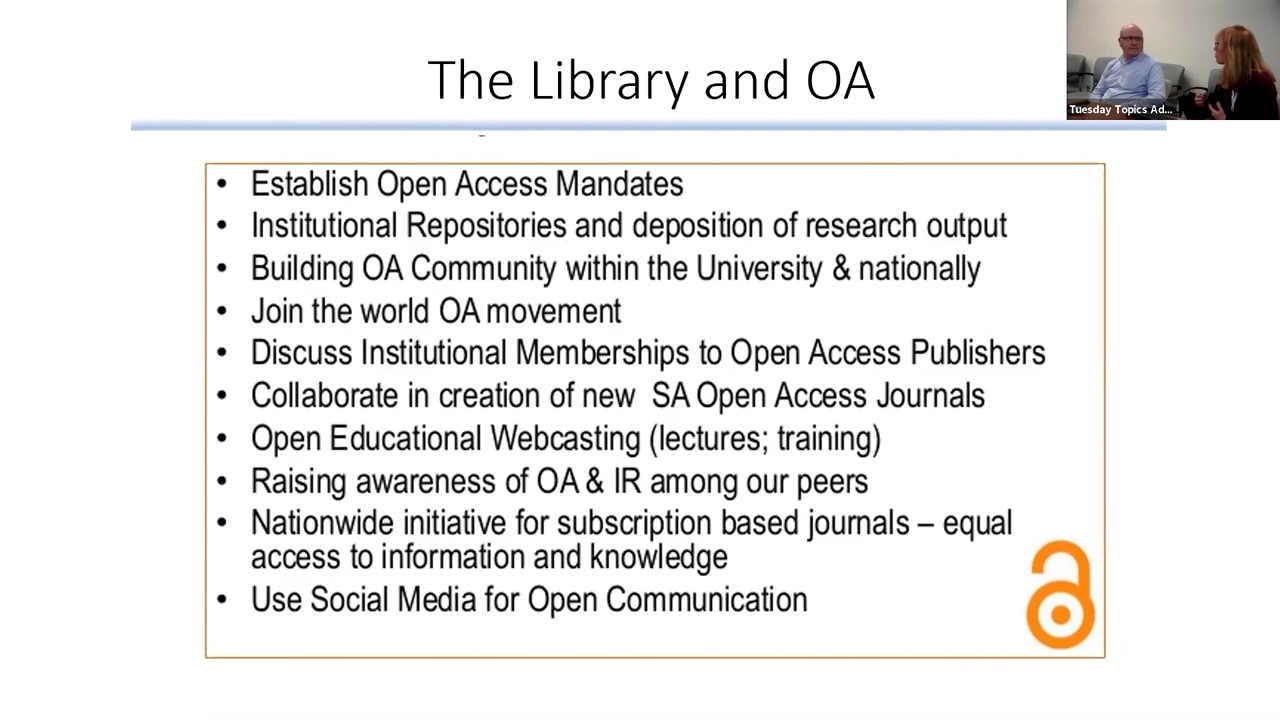 The Library and OA
Tuesday Topics Ad...
• Establish Open Access Mandates
• Institutional Repositories and deposition of research output
• Building OA Community within the University & nationally
• Join the world OA movement
• Discuss Institutional Memberships to Open Access Publishers
• Collaborate in creation of new SA Open Access Journals
• Open Educational Webcasting (lectures; training)
• Raising awareness of OA & IR among our peers
• Nationwide initiative for subscription based journals – equal
access to information and knowledge
• Use Social Media for Open Communication